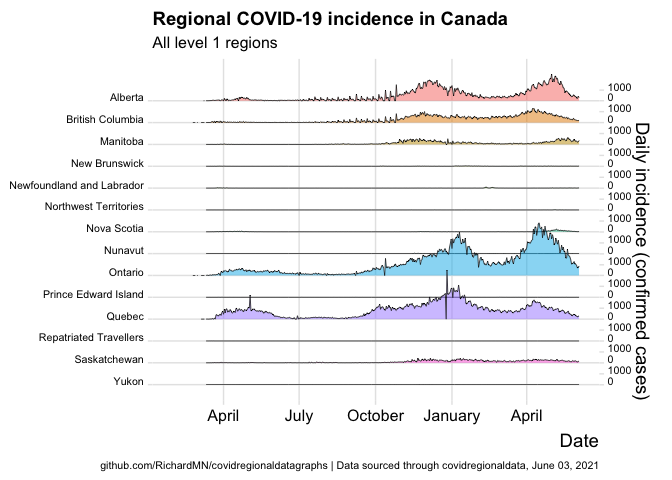 Regional COVID-19 incidence in Canada
All level 1 regions
Alberta
British Columbia
Manitoba
New Brunswick
Newfoundland and Labrador
Northwest Territories
Nova Scotia
Nunavut
Ontario
Prince Edward Island
Quebec
Repatriated Travellers
Saskatchewan
Yukon
1000
0
1000
0
1000
0
1000
0
1000
0
1000
0
1000
0
1000
0
1000
0
1000
0
1000
0
1000
0
1000
0
1000
0
Daily incidence (confirmed cases)
April July October January April
Date
github.com/RichardMN/covidregionaldatagraphs | Data sourced through covidregionaldata, June 03, 2021